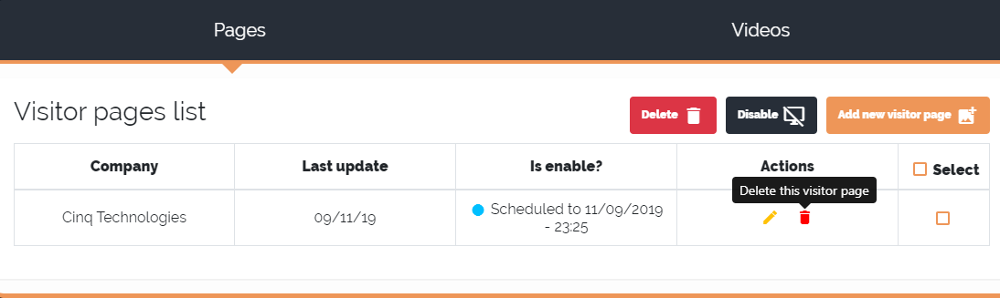 Pages
Videos
Visitor pages list
Delete
Disable
Add new visitor page
Company
Last update
Is enable?
Actions
Select
Delete this visitor page
Cinq Technologies
09/11/19
Scheduled to 11/09/2019
- 23:25